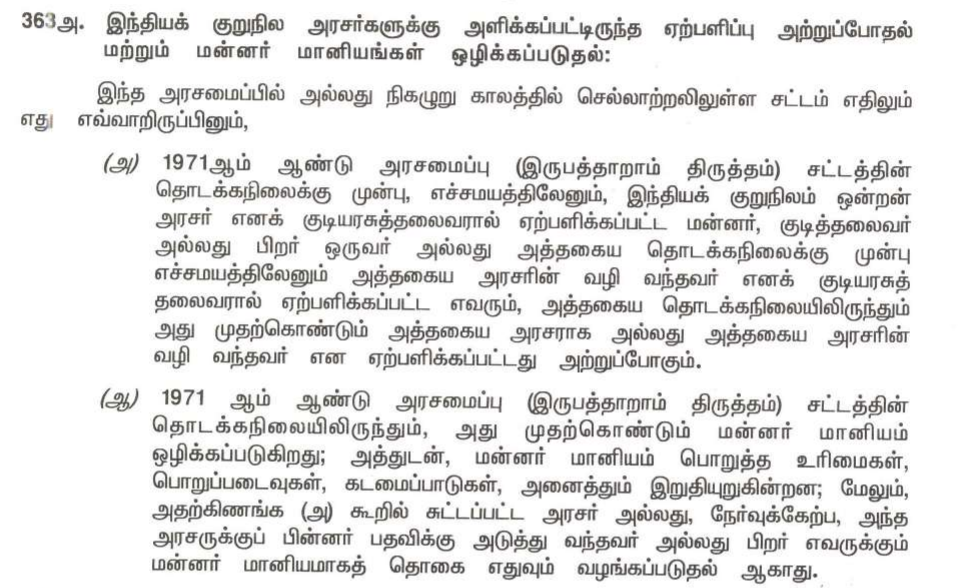 363அ. இந்தியக் குறுநில அரசர்களுக்கு அளிக்கப்பட்டிருந்த ஏற்பளிப்பு அற்றுப்போதல்
மற்றும் மன்னர் மானியங்கள் ஒழிக்கப்படுதல்:
இந்த அரசமைப்பில் அல்லது நிகழுறு காலத்தில் செல்லாற்றலிலுள்ள சட்டம் எதிலும்
எது எவ்வாறிருப்பினும்,
(அ) 1971ஆம் ஆண்டு அரசமைப்பு (இருபத்தாறாம் திருத்தம்) சட்டத்தின்
தொடக்கநிலைக்கு முன்பு, எச்சமயத்திலேனும், இந்தியக் குறுநிலம் ஒன்றன்
அரசர் எனக் குடியரசுத்தலைவரால் ஏற்பளிக்கப்பட்ட மன்னர், குடித்தலைவர்
அல்லது பிறர் ஒருவர் அல்லது அத்தகைய தொடக்கநிலைக்கு முன்பு
எச்சமயத்திலேனும் அத்தகைய அரசரின் வழி வந்தவர் எனக் குடியரசுத்
தலைவரால் ஏற்பளிக்கப்பட்ட எவரும், அத்தகைய தொடக்கநிலையிலிருந்தும்
அது முதற்கொண்டும் அத்தகைய அரசராக அல்லது அத்தகைய அரசரின்
வழி வந்தவர் என ஏற்பளிக்கப்பட்டது அற்றுப்போகும்.
(ஆ) 1971 ஆம் ஆண்டு அரசமைப்பு (இருபத்தாறாம் திருத்தம்) சட்டத்தின்
தொடக்கநிலையிலிருந்தும், அது முதற்கொண்டும் மன்னர் மானியம்
ஒழிக்கப்படுகிறது; அத்துடன், மன்னர் மானியம் பொறுத்த உரிமைகள்,
பொறுப்படைவுகள், கடமைப்பாடுகள், அனைத்தும் இறுதியுறுகின்றன; மேலும்,
அதற்கிணங்க (அ) கூறில் சுட்டப்பட்ட அரசர் அல்லது, நேர்வுக்கேற்ப, அந்த
அரசருக்குப் பின்னர் பதவிக்கு அடுத்து வந்தவர் அல்லது பிறர் எவருக்கும்
மன்னர் மானியமாகத் தொகை எதுவும் வழங்கப்படுதல் ஆகாது.